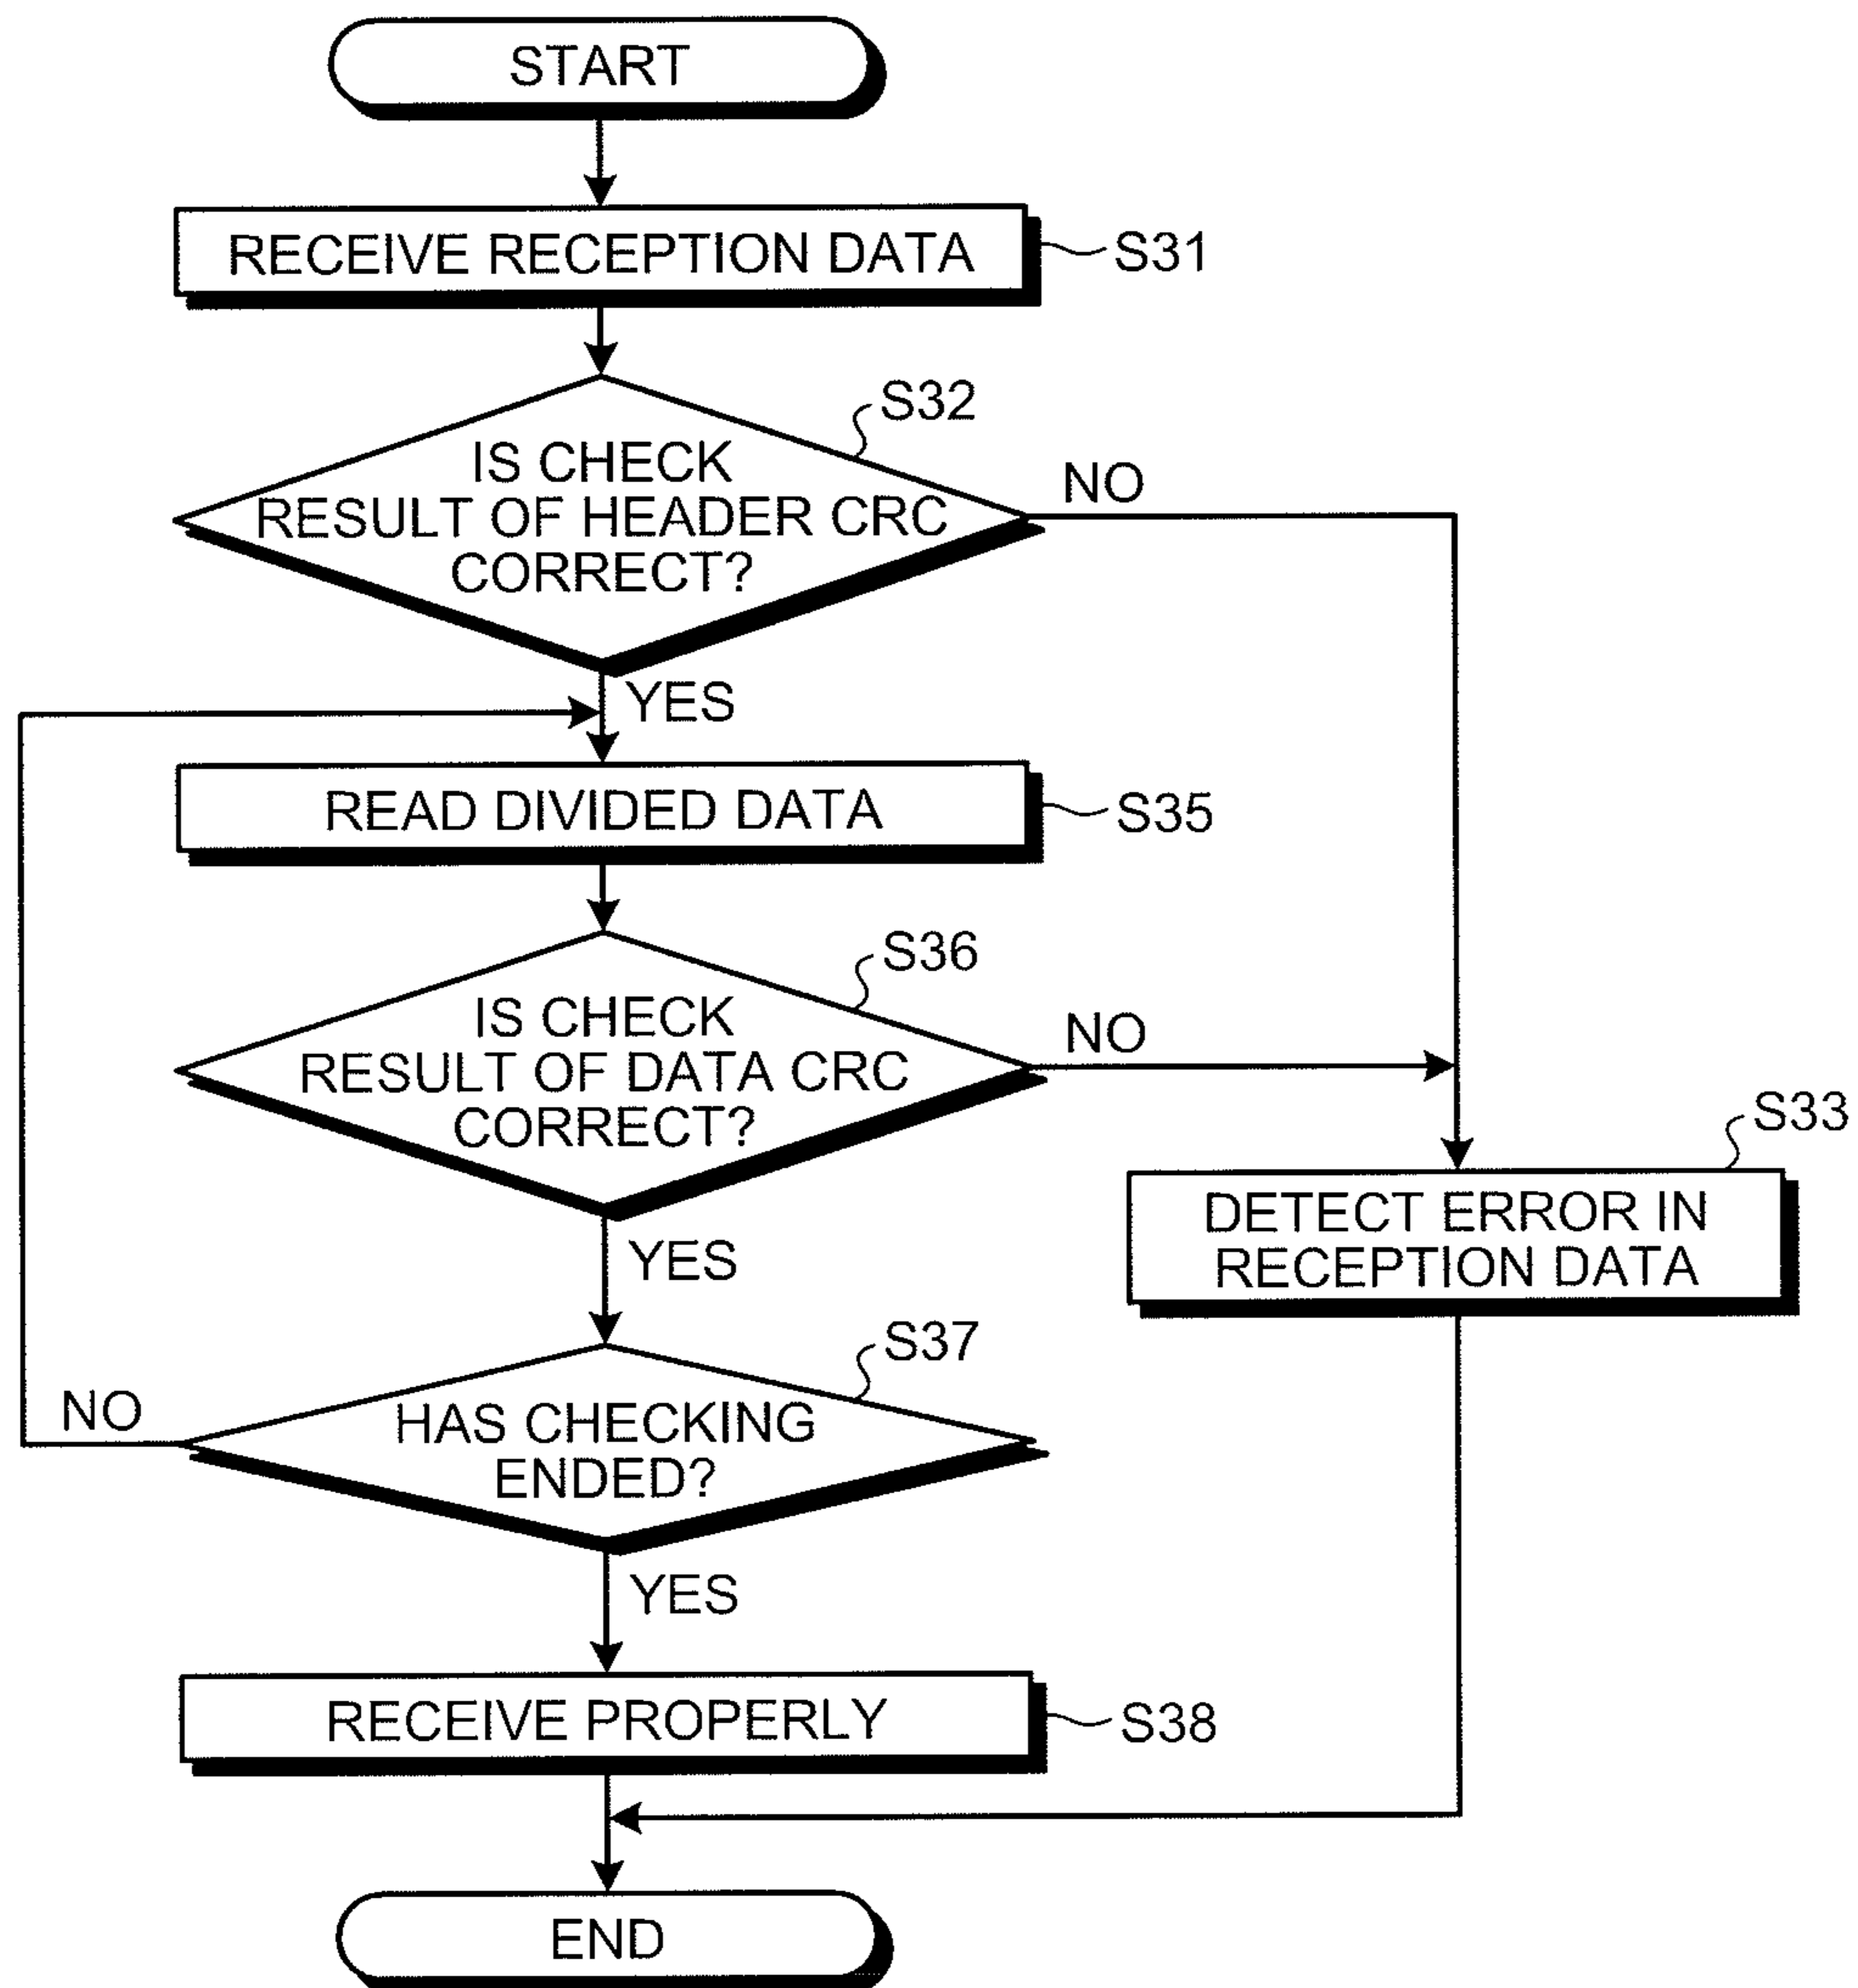 START
RECEIVE RECEPTION DATA
S31
S32
IS CHECK
RESULT OF HEADER CRC
CORRECT?
NO
YES
READ DIVIDED DATA
S35
S36
IS CHECK
RESULT OF DATA CRC
CORRECT?
NO
YES
S33
DETECT ERROR IN
RECEPTION DATA
S37
HAS CHECKING
ENDED?
NO
YES
RECEIVE PROPERLY
S38
END